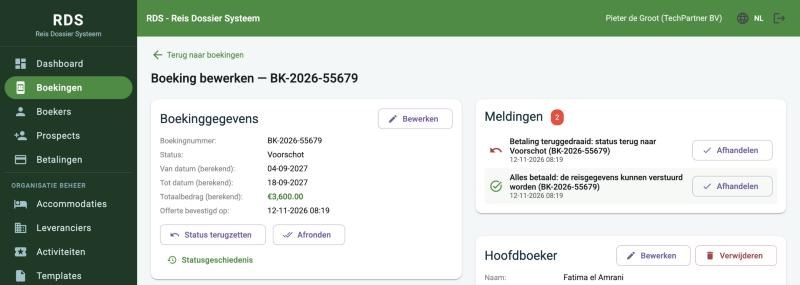 RDS
Reis Dossier Systeem
Dashboard
Boekingen
Boekers
Prospects
Betalingen
ORGANISATIE BEHEER
Accommodaties
Leveranciers
Activiteiten
Templates
RDS - Reis Dossier Systeem
Pieter de Groot (TechPartner BV)
NL
Terug naar boekingen
Boeking bewerken — BK-2026-55679
Boekinggegevens
Bewerken
Boekingnummer: BK-2026-55679
Status: Voorschot
Van datum (berekend): 04-09-2027
Tot datum (berekend): 18-09-2027
Totaalbedrag (berekend): €3,600.00
Offerte bevestigd op: 12-11-2026 08:19
Status terugzetten
Afronden
Statusgeschiedenis
Meldingen 2
Betaling teruggedraaid: status terug naar
Voorschot (BK-2026-55679)
12-11-2026 08:19
Afhandelen
Alles betaald: de reisgegevens kunnen verstuurd
worden (BK-2026-55679)
12-11-2026 08:19
Afhandelen
Hoofdboeker
Bewerken
Verwijderen
Naam: Fatima el Amrani